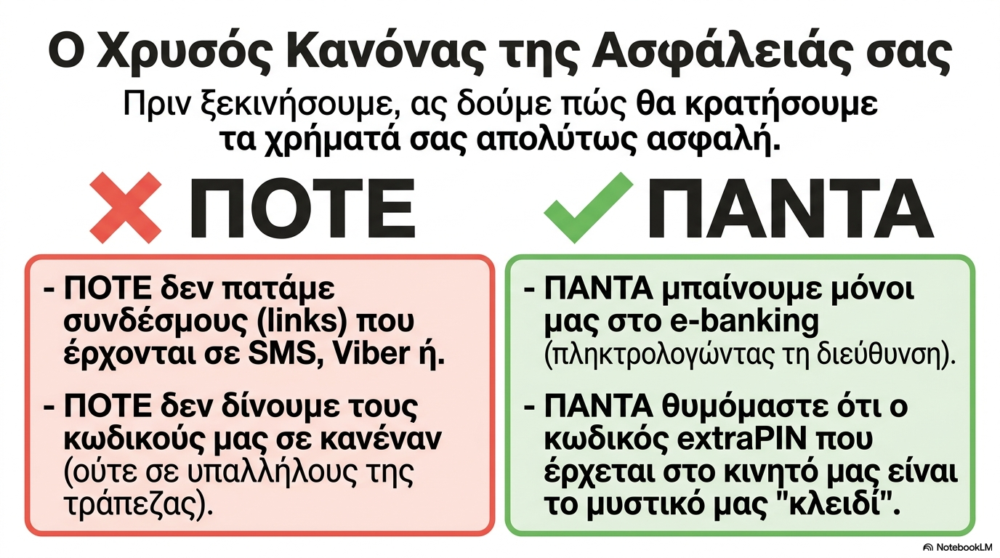 Ο Χρυσός Κανόνας της Ασφάλειάς σας
Πριν ξεκινήσουμε, ας δούμε πώς θα κρατήσουμε
τα χρήματά σας απολύτως ασφαλή.
ΠΟΤΕ
- ΠΟΤΕ δεν πατάμε
συνδέσμους (links) που
έρχονται σε SMS, Viber ή.
- ΠΟΤΕ δεν δίνουμε τους
κωδικούς μας σε κανέναν
(ούτε σε υπαλλήλους της
τράπεζας).
ΠΑΝΤΑ
- ΠΑΝΤΑ μπαίνουμε μόνοι
μας στο e-banking
(πληκτρολογώντας τη διεύθυνση).
- ΠΑΝΤΑ θυμόμαστε ότι ο
κωδικός extraPIN που
έρχεται στο κινητό μας είναι
το μυστικό μας "κλειδί".
NotebookLM